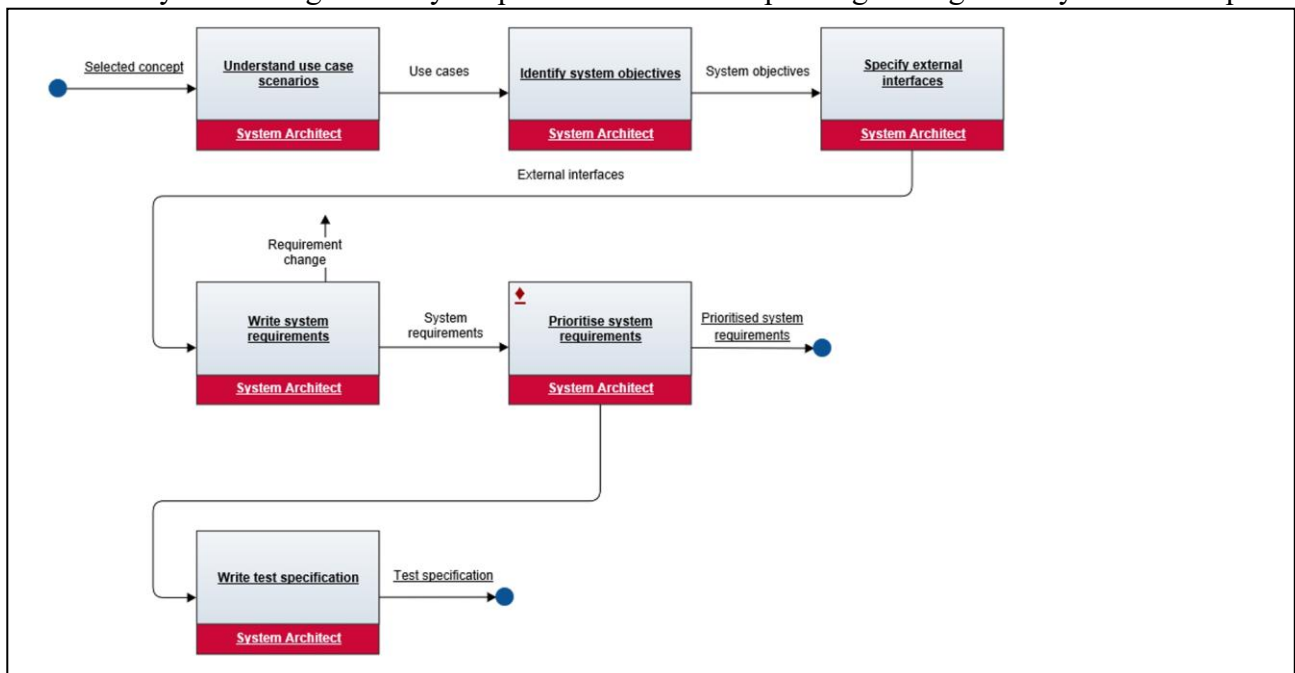 Selected concept
Understand use case
scenarios
System Architect
Use cases
Identify system objectives
System Architect
System objectives
Specify external
interfaces
System Architect
External interfaces
Requirement
change
Write system
requirements
System Architect
System
requirements
Prioritise system
requirements
System Architect
Prioritised system
requirements
Write test specification
System Architect
Test specification